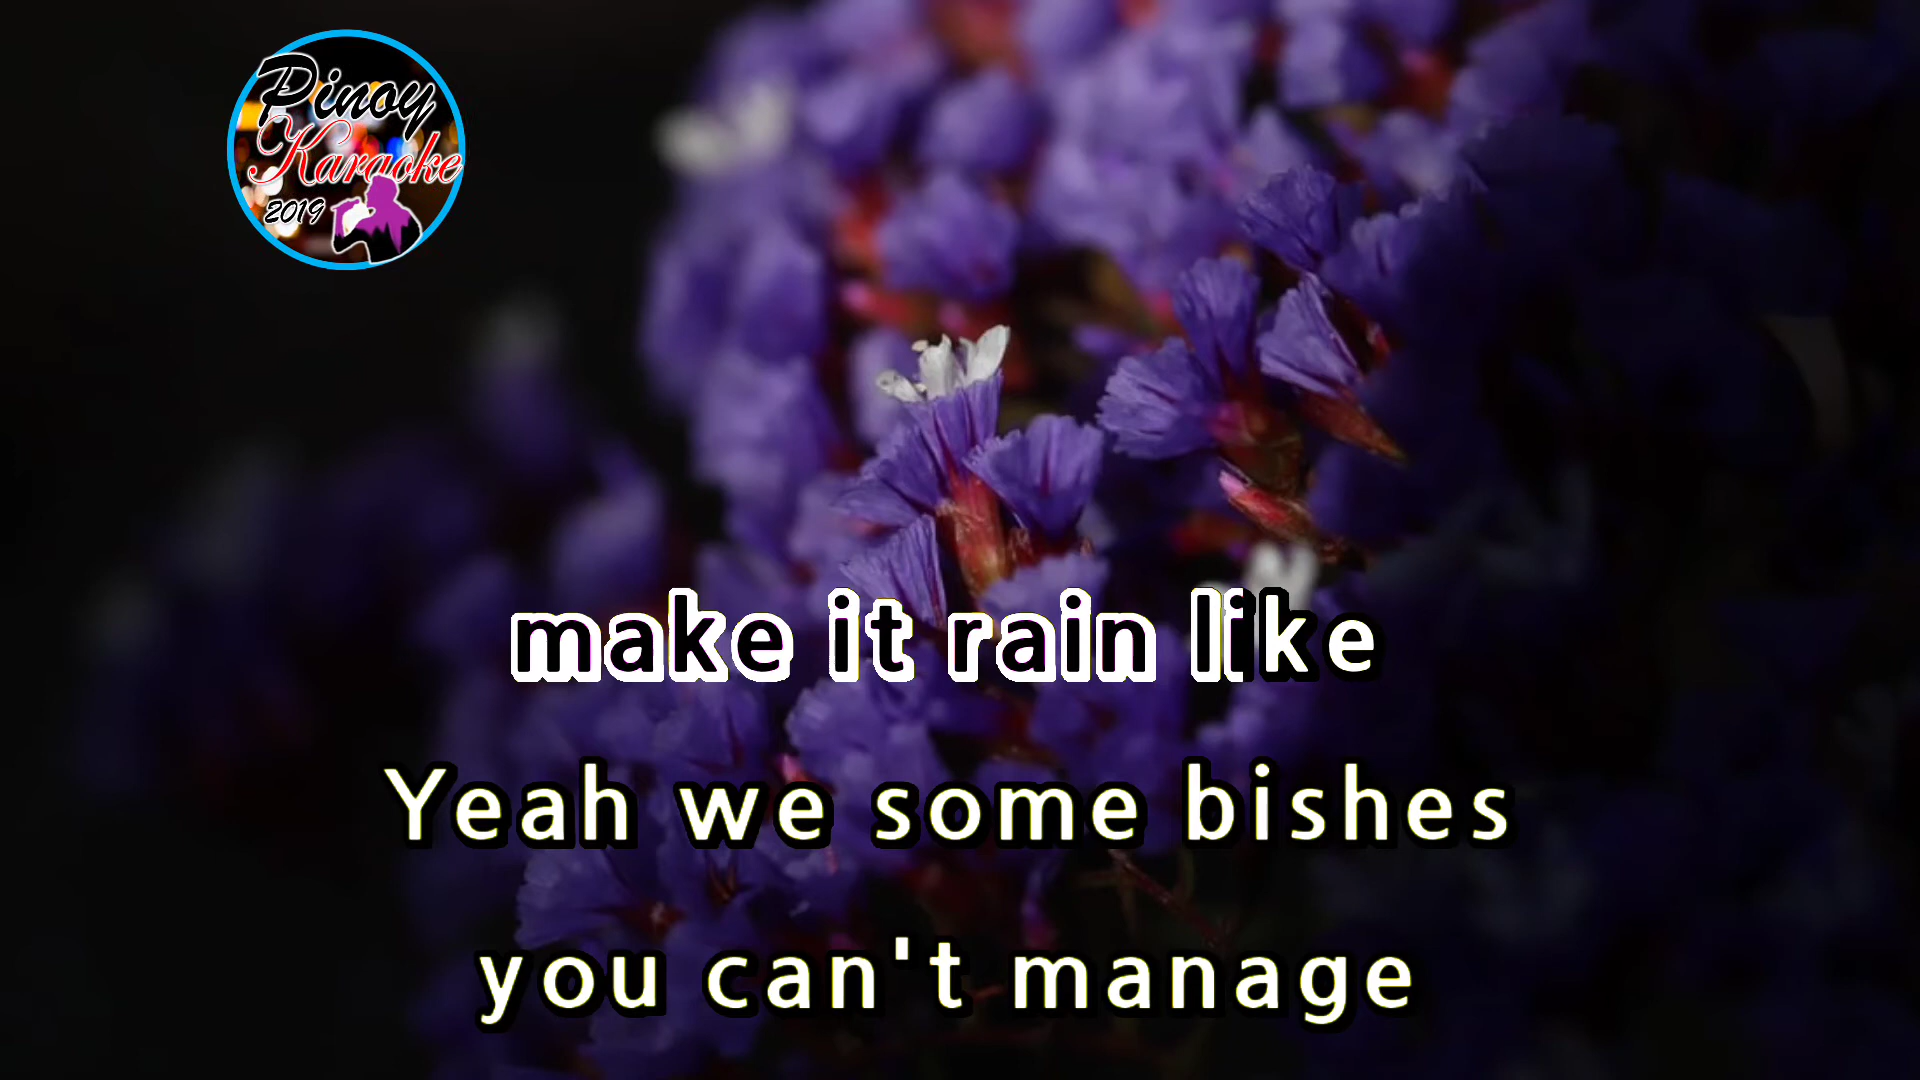 Pinoy
Karaoke
2019
make it rain like
Yeah we some bishes
you can't manage